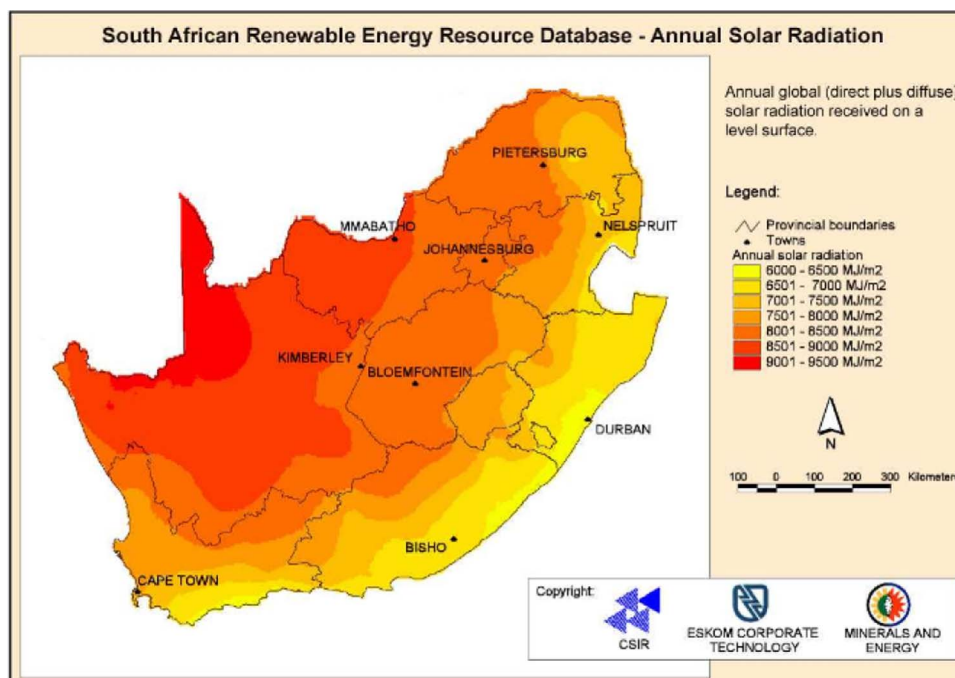 South African Renewable Energy Resource Database - Annual Solar Radiation
Annual global (direct plus diffuse)
solar radiation received on a
level surface.
PIETERSBURG
Legend:
MMABATHO
NELSPRUIT
Provincial boundaries
JOHANNESBURG
Towns
Annual solar radiation
6000 - 6500 MJ/m2
6501 - 7000 MJ/m2
7001 - 7500 MJ/m2
7501 - 8000 MJ/m2
8001 - 8500 MJ/m2
8501 - 9000 MJ/m2
9001 - 9500 MJ/m2
KIMBERLEY
BLOEMFONTEIN
DURBAN
N
100 0 100 200 300 Kilometers
BISHO
CAPE TOWN
Copyright:
CSIR
ESKOM CORPORATE
TECHNOLOGY
MINERALS AND
ENERGY